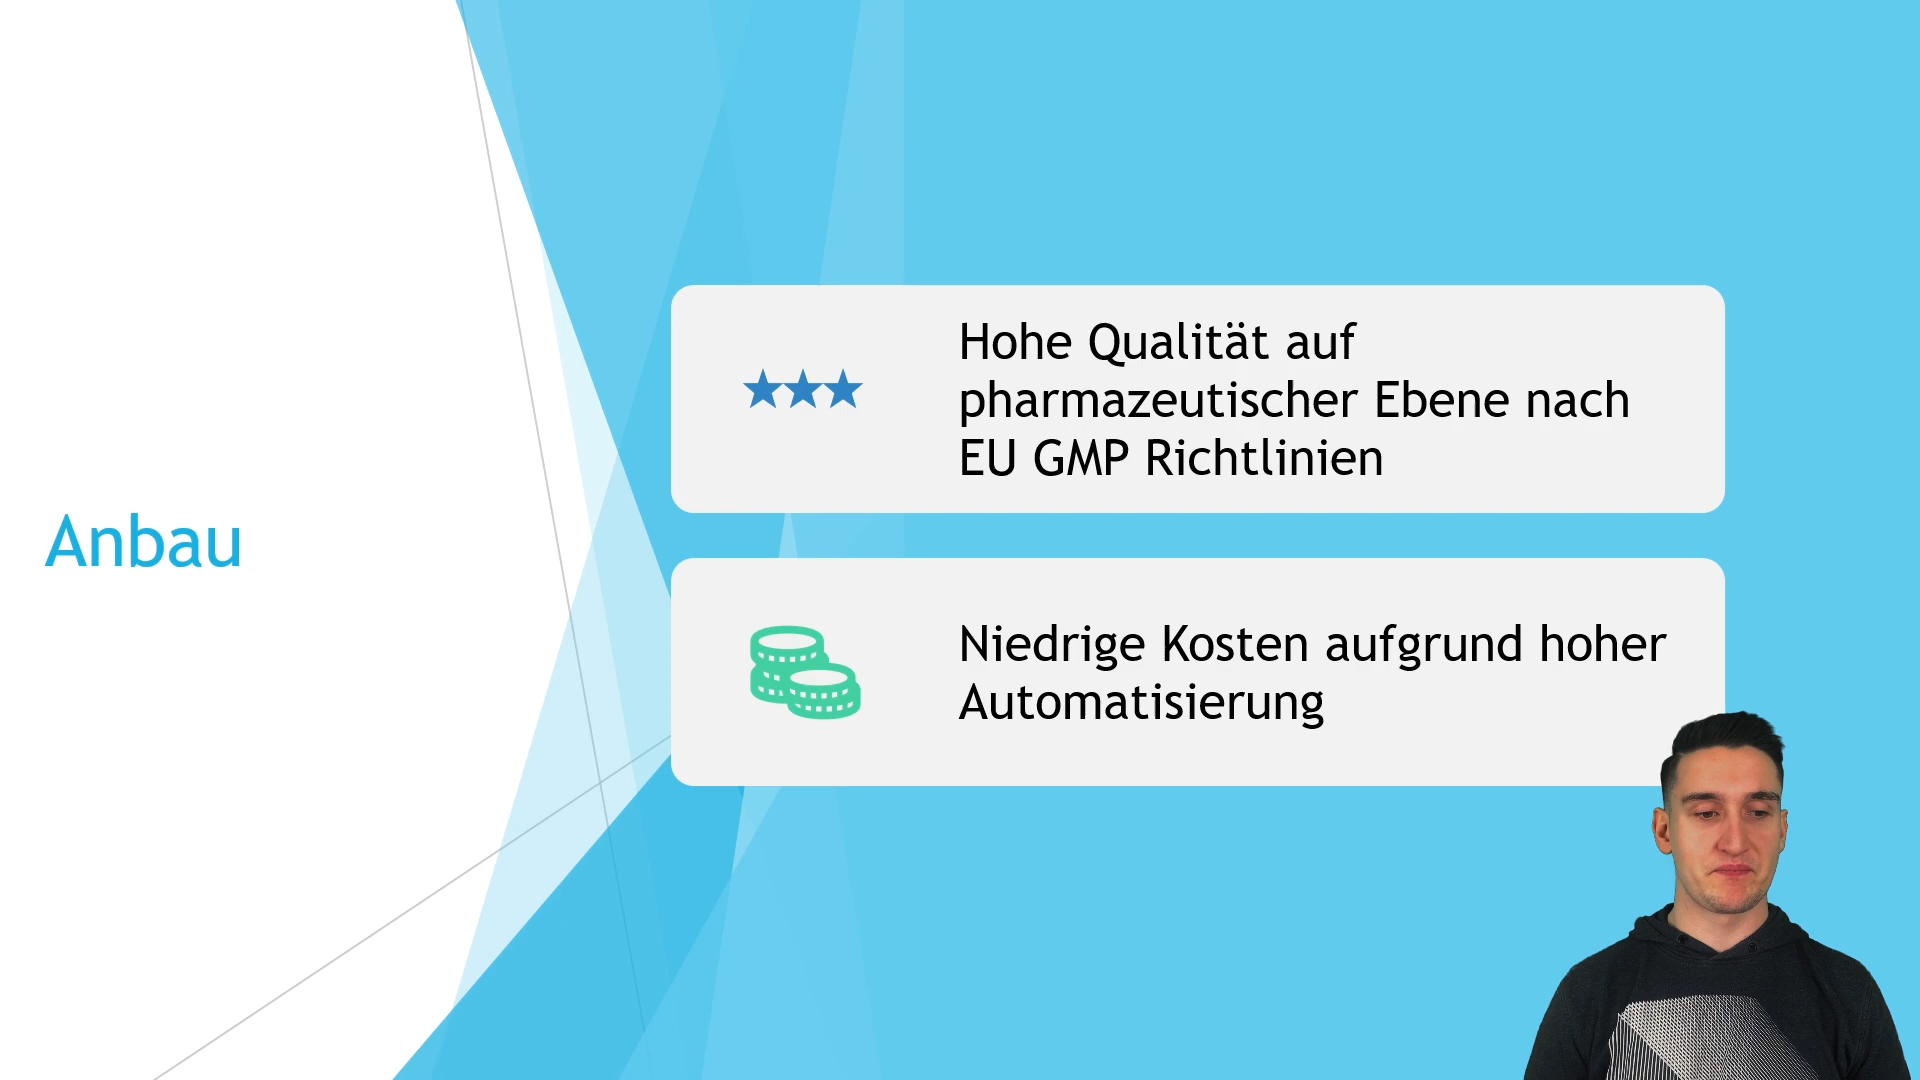 Anbau
Hohe Qualität auf
pharmazeutischer Ebene nach
EU GMP Richtlinien
Niedrige Kosten aufgrund hoher
Automatisierung